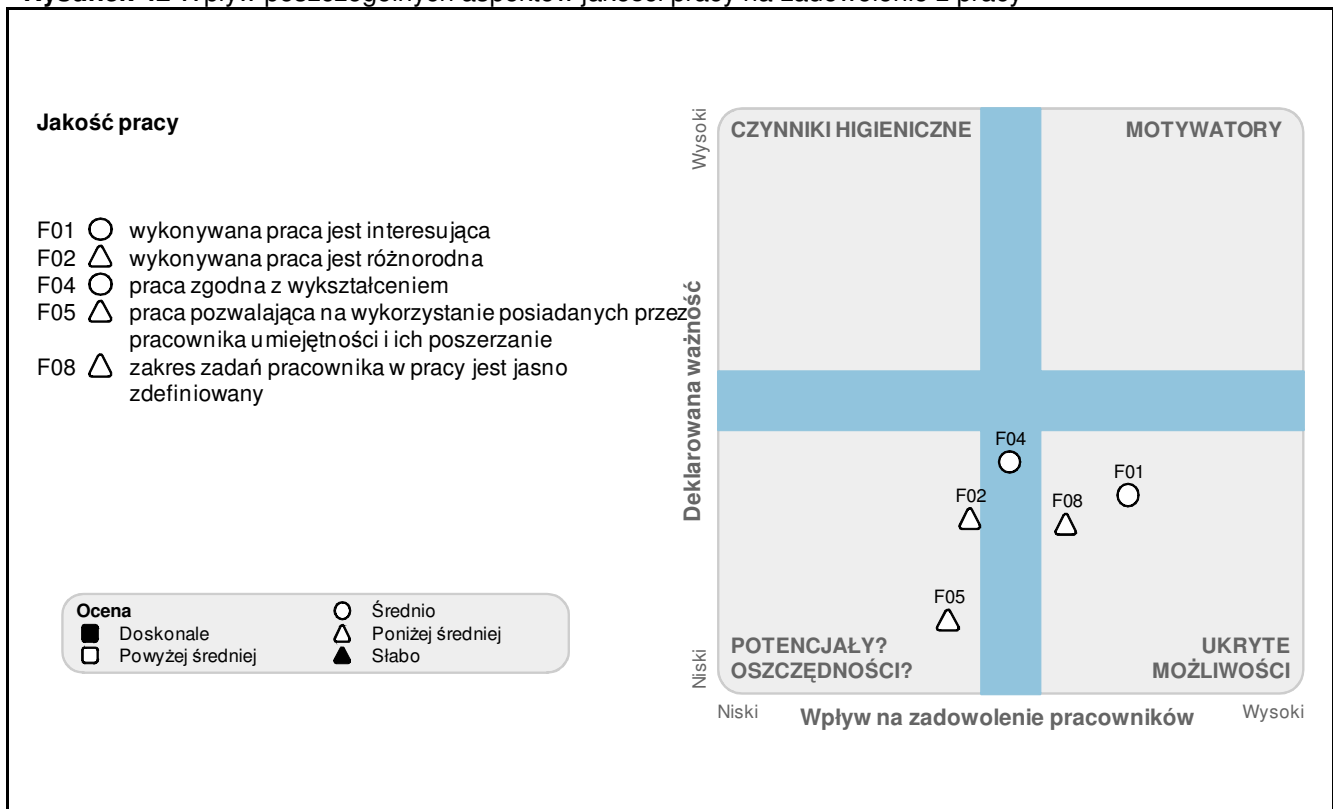 Jakość pracy
F01 wykonywana praca jest interesująca
F02 wykonywana praca jest różnorodna
F04 praca zgodna z wykształceniem
F05 praca pozwalająca na wykorzystanie posiadanych przez
pracownika umiejętności i ich poszerzanie
F08 zakres zadań pracownika w pracy jest jasno
zdefiniowany
Ocena
Doskonale
Powyżej średniej
Średnio
Poniżej średniej
Słabo
Wysoki
Deklarowana ważność
Niski
CZYNNIKI HIGIENICZNE
MOTYWATORY
F04
F01
F02
F08
F05
POTENCJAŁY?
OSZCZĘDNOŚCI?
UKRYTE
MOŻLIWOŚCI
Niski
Wpływ na zadowolenie pracowników
Wysoki